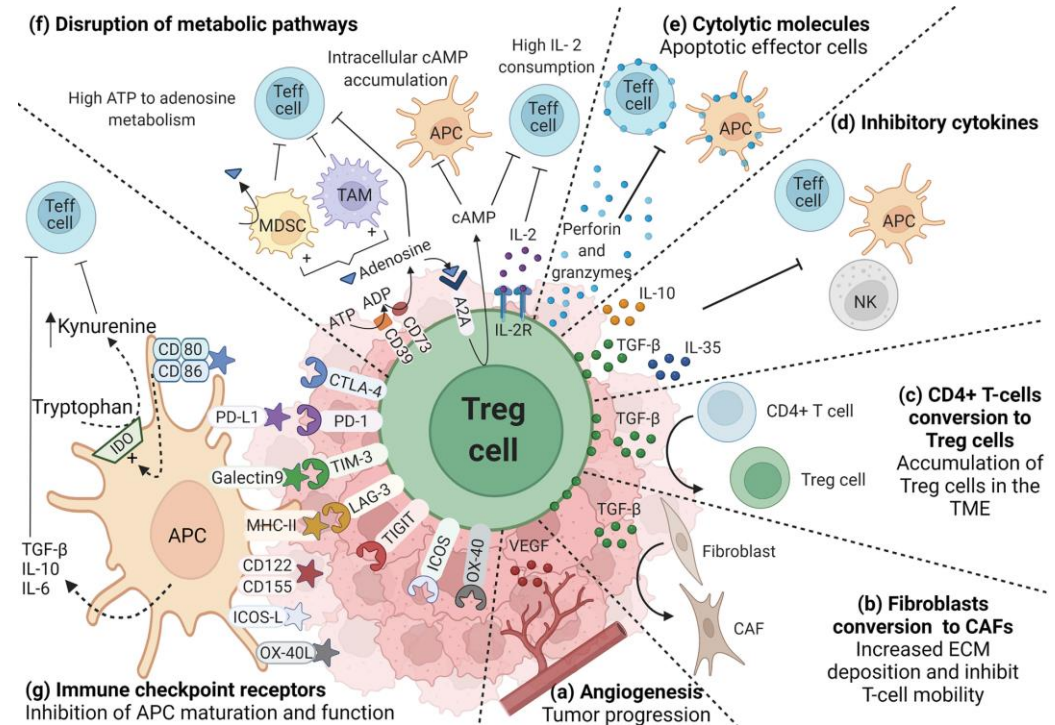 (f) Disruption of metabolic pathways
High ATP to adenosine
metabolism
Intracellular cAMP
accumulation
High IL- 2
consumption
Teff
cell
APC
Teff
cell
Teff
cell
MDSC
TAM
+
+
cAMP
Adenosine
ATP
ADP
CD39
CD73
A2A
IL-2
IL-2R
(e) Cytolytic molecules
Apoptotic effector cells
Teff
cell
APC
Perforin
and
granzymes
(d) Inhibitory cytokines
Teff
cell
APC
NK
IL-10
TGF-β
IL-35
(c) CD4+ T-cells
conversion to
Treg cells
Accumulation of
Treg cells in the
TME
CD4+ T cell
Treg cell
TGF-β
(b) Fibroblasts
conversion to CAFs
Increased ECM
deposition and inhibit
T-cell mobility
TGF-β
Fibroblast
CAF
(a) Angiogenesis
Tumor progression
VEGF
Treg
cell
(g) Immune checkpoint receptors
Inhibition of APC maturation and function
Kynurenine
Tryptophan
IDO
+
CD 80
CD 86
CTLA-4
PD-L1
PD-1
Galectin9
TIM-3
MHC-II
LAG-3
CD122
CD155
TIGIT
ICOS-L
ICOS
OX-40L
OX-40
APC
TGF-β
IL-10
IL-6